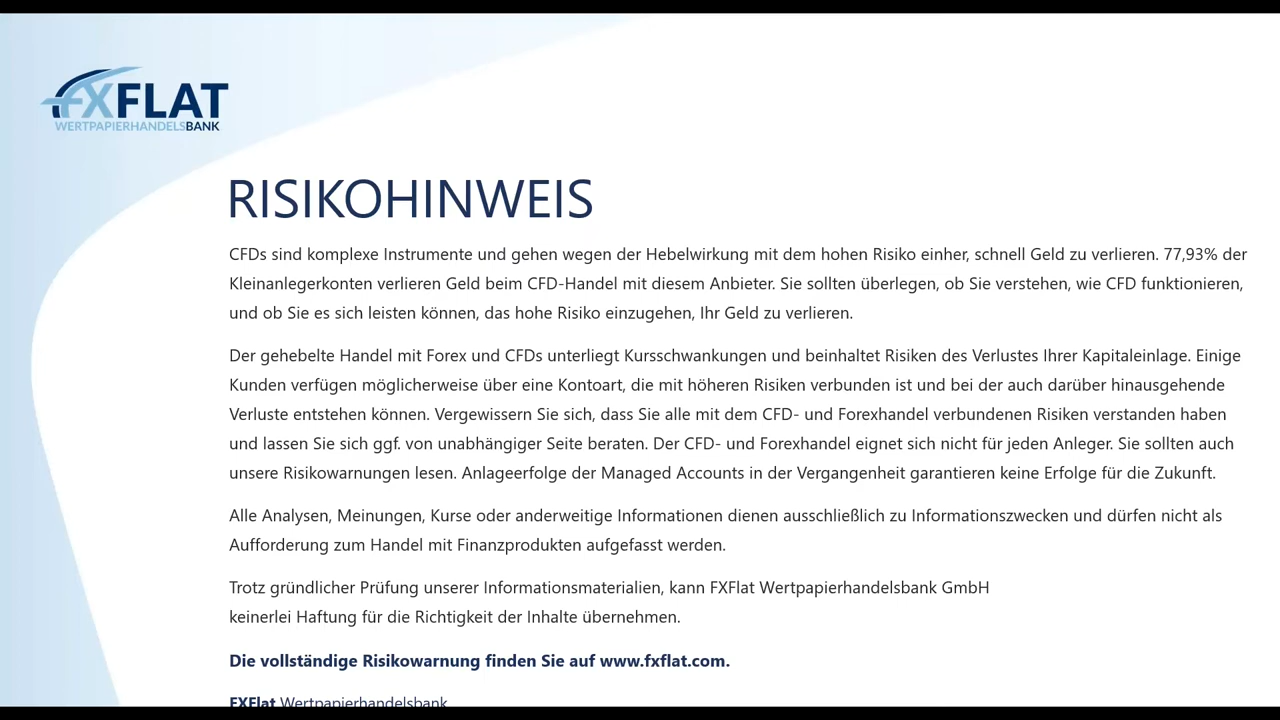 FXFLAT
WERTPAPIERHANDELSBANK
RISIKOHINWEIS
CFDs sind komplexe Instrumente und gehen wegen der Hebelwirkung mit dem hohen Risiko einher, schnell Geld zu verlieren. 77,93% der
Kleinanlegerkonten verlieren Geld beim CFD-Handel mit diesem Anbieter. Sie sollten überlegen, ob Sie verstehen, wie CFD funktionieren,
und ob Sie es sich leisten können, das hohe Risiko einzugehen, Ihr Geld zu verlieren.
Der gehebelte Handel mit Forex und CFDs unterliegt Kursschwankungen und beinhaltet Risiken des Verlustes Ihrer Kapitaleinlage. Einige
Kunden verfügen möglicherweise über eine Kontoart, die mit höheren Risiken verbunden ist und bei der auch darüber hinausgehende
Verluste entstehen können. Vergewissern Sie sich, dass Sie alle mit dem CFD- und Forexhandel verbundenen Risiken verstanden haben
und lassen Sie sich ggf. von unabhängiger Seite beraten. Der CFD- und Forexhandel eignet sich nicht für jeden Anleger. Sie sollten auch
unsere Risikowarnungen lesen. Anlageerfolge der Managed Accounts in der Vergangenheit garantieren keine Erfolge für die Zukunft.
Alle Analysen, Meinungen, Kurse oder anderweitige Informationen dienen ausschließlich zu Informationszwecken und dürfen nicht als
Aufforderung zum Handel mit Finanzprodukten aufgefasst werden.
Trotz gründlicher Prüfung unserer Informationsmaterialien, kann FXFlat Wertpapierhandelsbank GmbH
keinerlei Haftung für die Richtigkeit der Inhalte übernehmen.
Die vollständige Risikowarnung finden Sie auf www.fxflat.com.
FXFlat Wertpapierhandelsbank